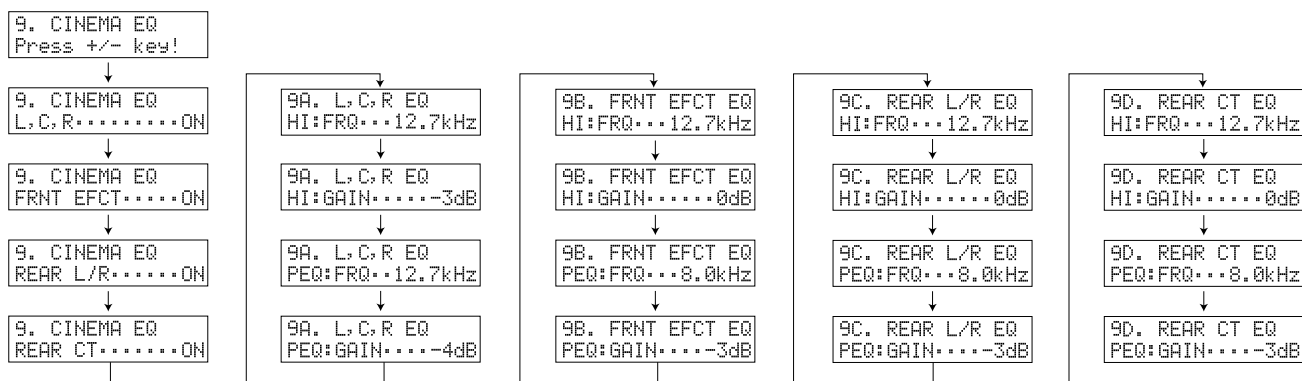 9. CINEMA EQ
Press +/- key!
9. CINEMA EQ
L,C,R·········ON
9. CINEMA EQ
FRNT EFCT·····ON
9. CINEMA EQ
REAR L/R······ON
9. CINEMA EQ
REAR CT·······ON
9A. L,C,R EQ
HI:FRQ···12.7kHz
9A. L,C,R EQ
HI:GAIN·····-3dB
9A. L,C,R EQ
PEQ:FRQ··12.7kHz
9A. L,C,R EQ
PEQ:GAIN····-4dB
9B. FRNT EFCT EQ
HI:FRQ···12.7kHz
9B. FRNT EFCT EQ
HI:GAIN······0dB
9B. FRNT EFCT EQ
PEQ:FRQ···8.0kHz
9B. FRNT EFCT EQ
PEQ:GAIN····-3dB
9C. REAR L/R EQ
HI:FRQ···12.7kHz
9C. REAR L/R EQ
HI:GAIN······0dB
9C. REAR L/R EQ
PEQ:FRQ···8.0kHz
9C. REAR L/R EQ
PEQ:GAIN····-3dB
9D. REAR CT EQ
HI:FRQ···12.7kHz
9D. REAR CT EQ
HI:GAIN······0dB
9D. REAR CT EQ
PEQ:FRQ···8.0kHz
9D. REAR CT EQ
PEQ:GAIN····-3dB